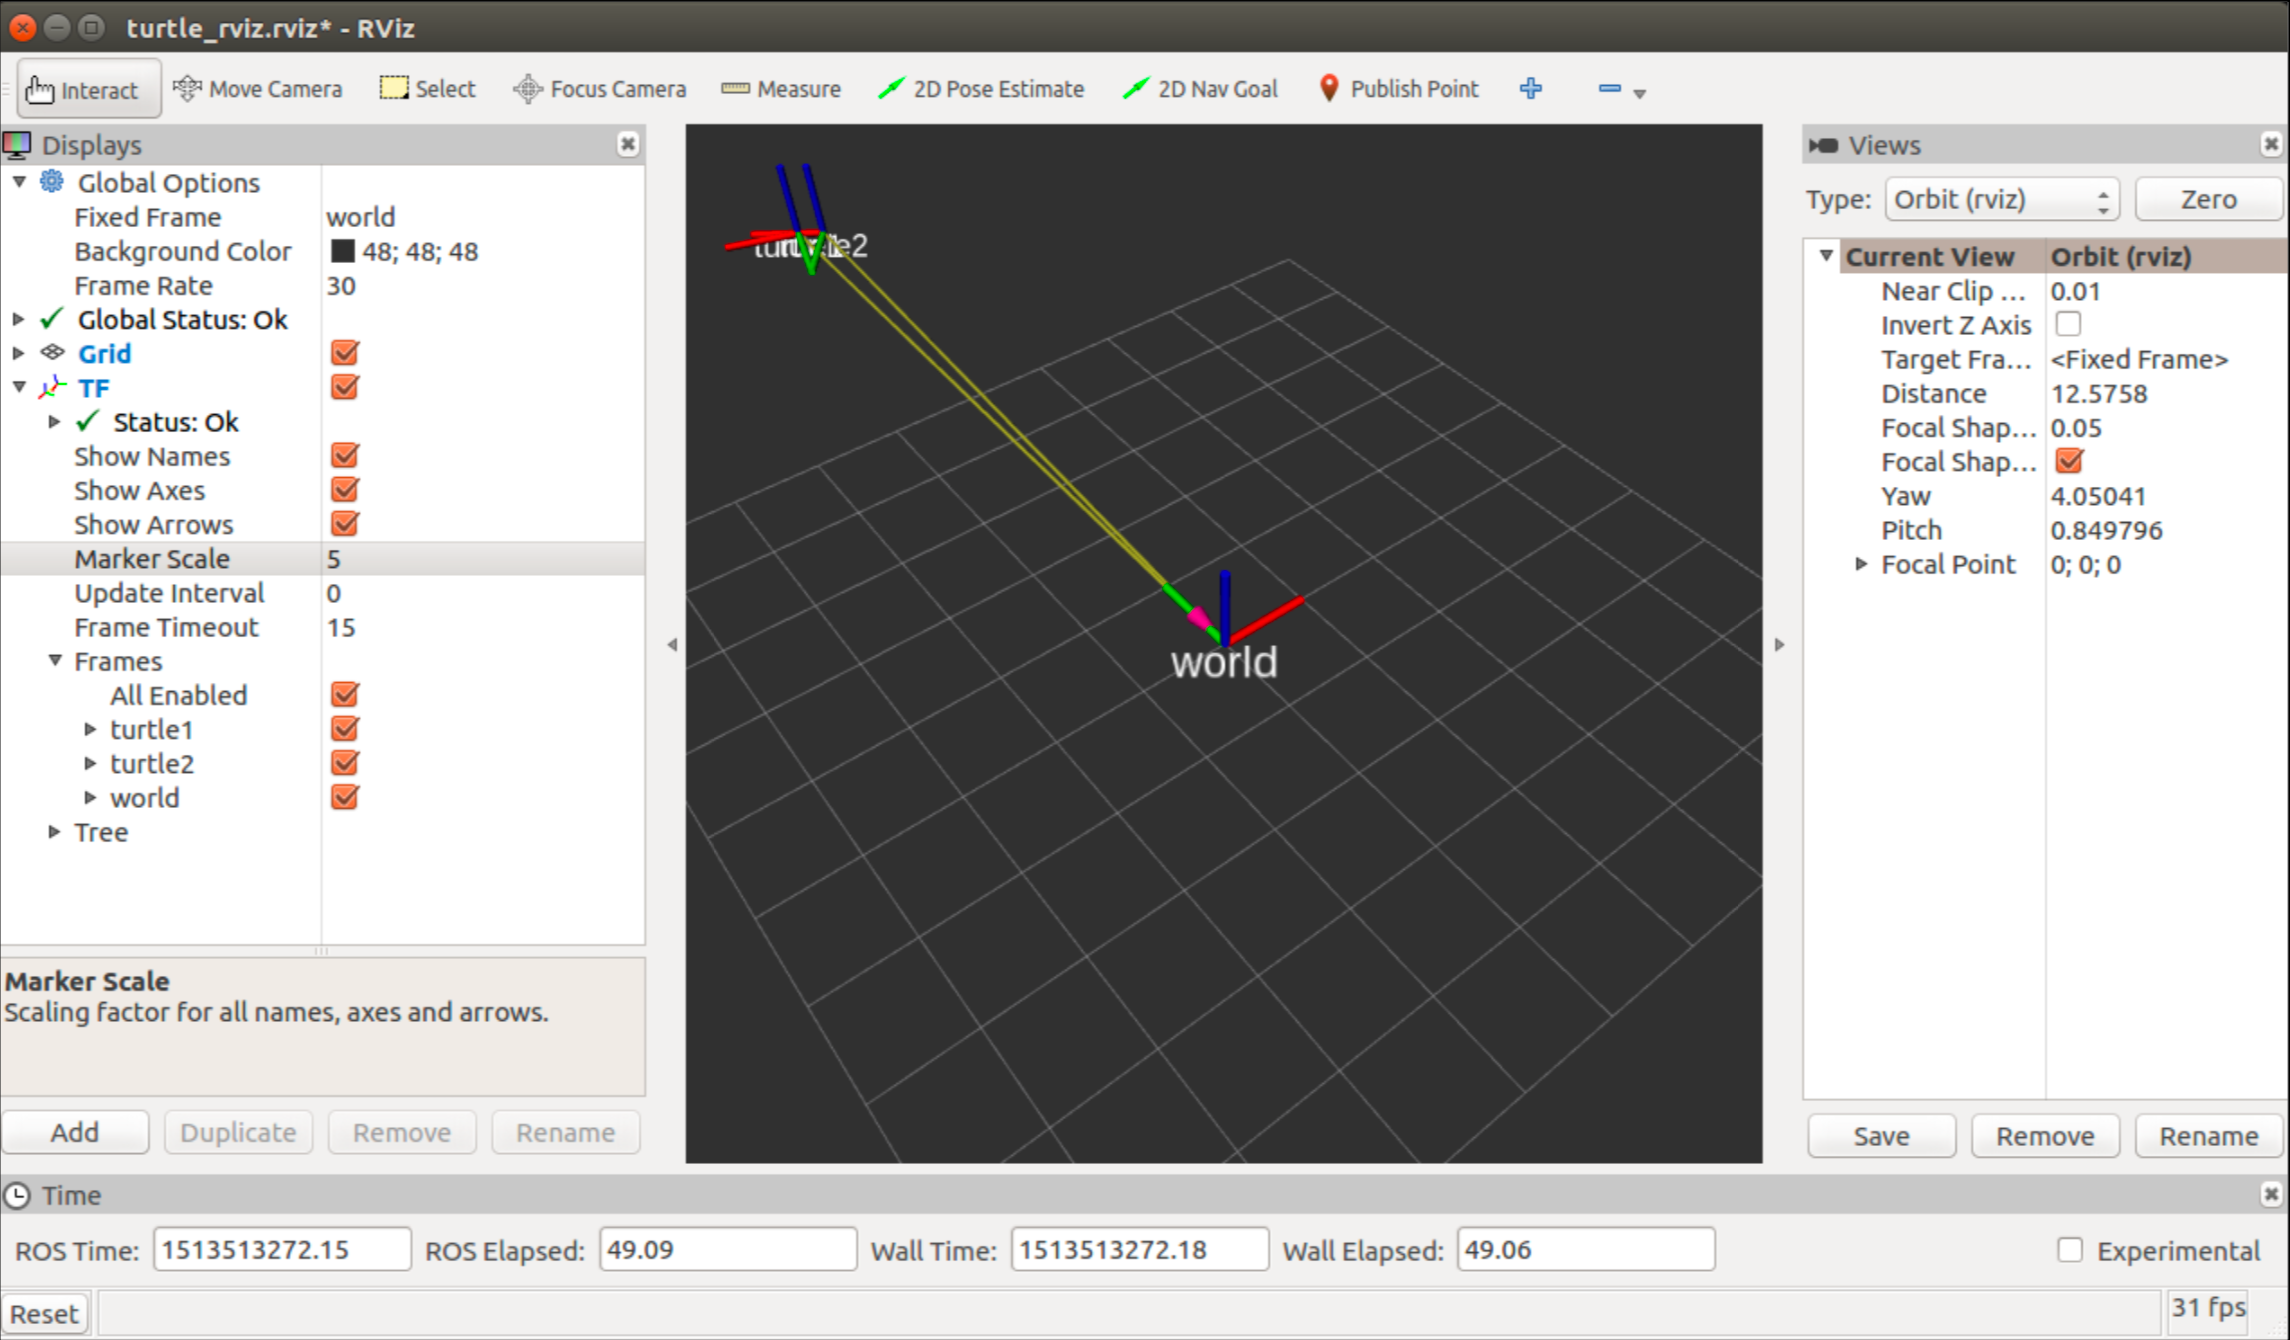 turtle_rviz.rviz* - RViz
Interact Move Camera Select Focus Camera Measure 2D Pose Estimate 2D Nav Goal Publish Point
Displays
Global Options
Fixed Frame world
Background Color 48; 48; 48
Frame Rate 30
Global Status: Ok
Grid
TF
Status: Ok
Show Names
Show Axes
Show Arrows
Marker Scale 5
Update Interval 0
Frame Timeout 15
Frames
All Enabled
turtle1
turtle2
world
Tree
Marker Scale
Scaling factor for all names, axes and arrows.
Add Duplicate Remove Rename
world
Views
Type: Orbit (rviz) Zero
Current View Orbit (rviz)
Near Clip ... 0.01
Invert Z Axis
Target Fra... <Fixed Frame>
Distance 12.5758
Focal Shap... 0.05
Focal Shap...
Yaw 4.05041
Pitch 0.849796
Focal Point 0; 0; 0
Save Remove Rename
Time
ROS Time: 1513513272.15 ROS Elapsed: 49.09 Wall Time: 1513513272.18 Wall Elapsed: 49.06 Experimental
Reset 31 fps